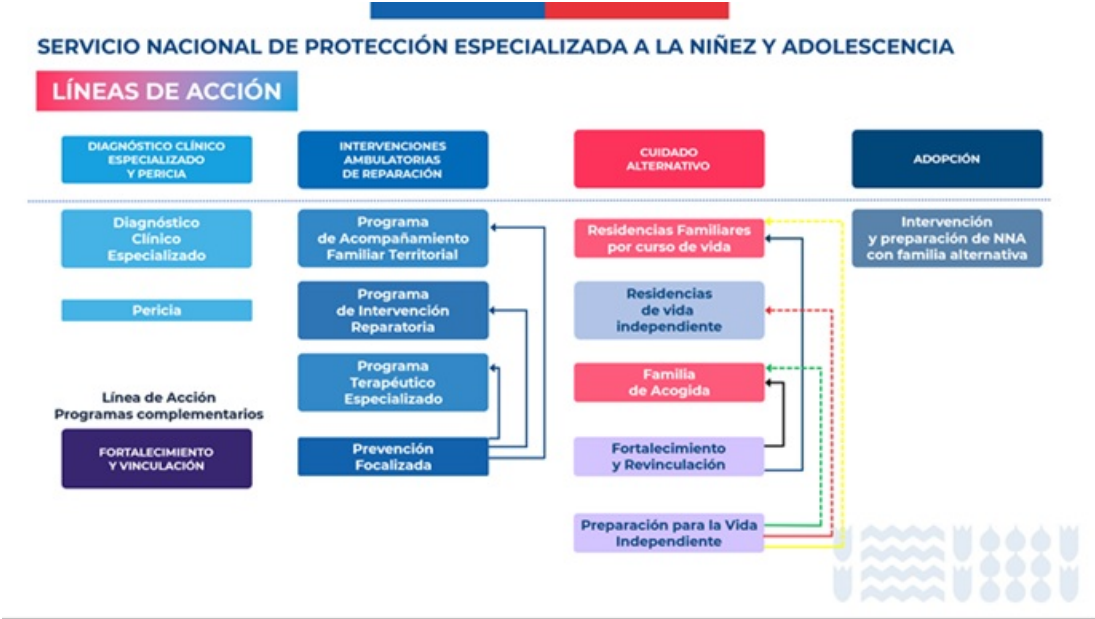 SERVICIO NACIONAL DE PROTECCIÓN ESPECIALIZADA A LA NIÑEZ Y ADOLESCENCIA
LÍNEAS DE ACCIÓN
DIAGNÓSTICO CLÍNICO
ESPECIALIZADO
Y PERICIA
Diagnóstico
Clínico
Especializado
Pericia
Línea de Acción
Programas complementarios
FORTALECIMIENTO
Y VINCULACIÓN
INTERVENCIONES
AMBULATORIAS
DE REPARACIÓN
Programa
de Acompañamiento
Familiar Territorial
Programa
de Intervención
Reparatoria
Programa
Terapéutico
Especializado
Prevención
Focalizada
CUIDADO
ALTERNATIVO
Residencias Familiares
por curso de vida
Residencias
de vida
independiente
Familia
de Acogida
Fortalecimiento
y Revinculación
Preparación para la Vida
Independiente
ADOPCIÓN
Intervención
y preparación de NNA
con familia alternativa